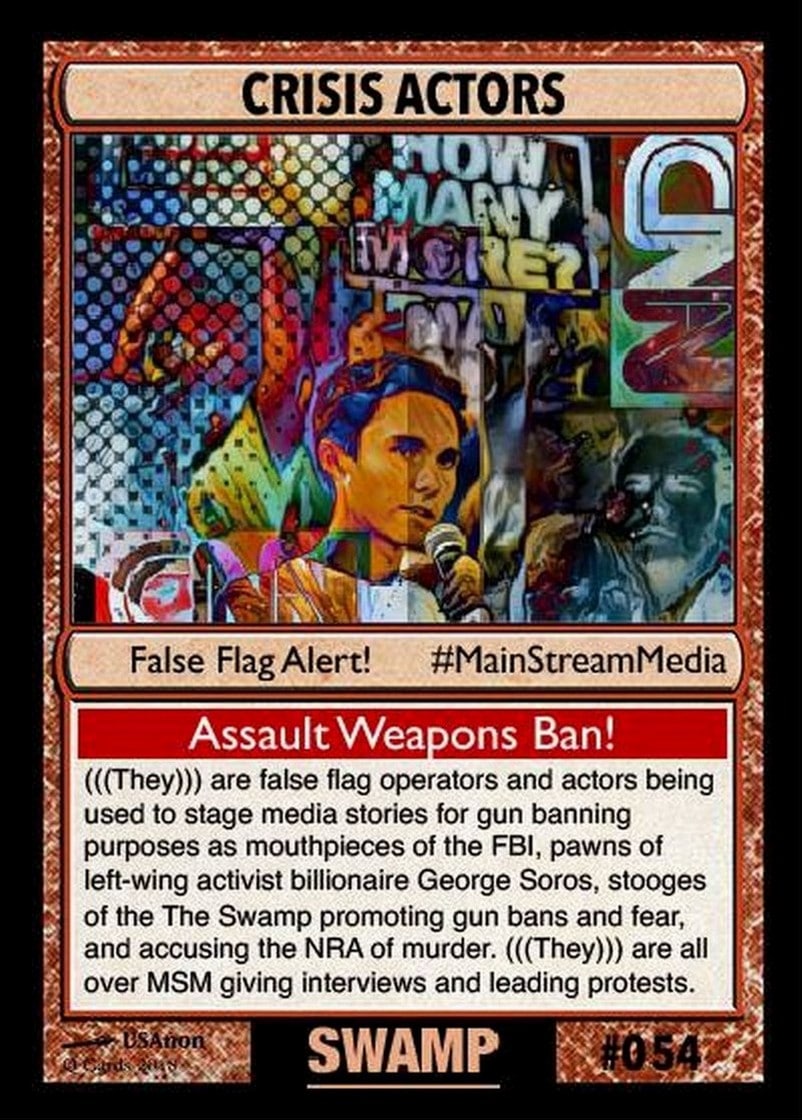 CRISIS ACTORS
HOW
MANY
MORE?
False Flag Alert! #MainStreamMedia
Assault Weapons Ban!
(((They))) are false flag operators and actors being
used to stage media stories for gun banning
purposes as mouthpieces of the FBI, pawns of
left-wing activist billionaire George Soros, stooges
of the The Swamp promoting gun bans and fear,
and accusing the NRA of murder. (((They))) are all
over MSM giving interviews and leading protests.
USAnon
© Cards 2018
SWAMP
#054